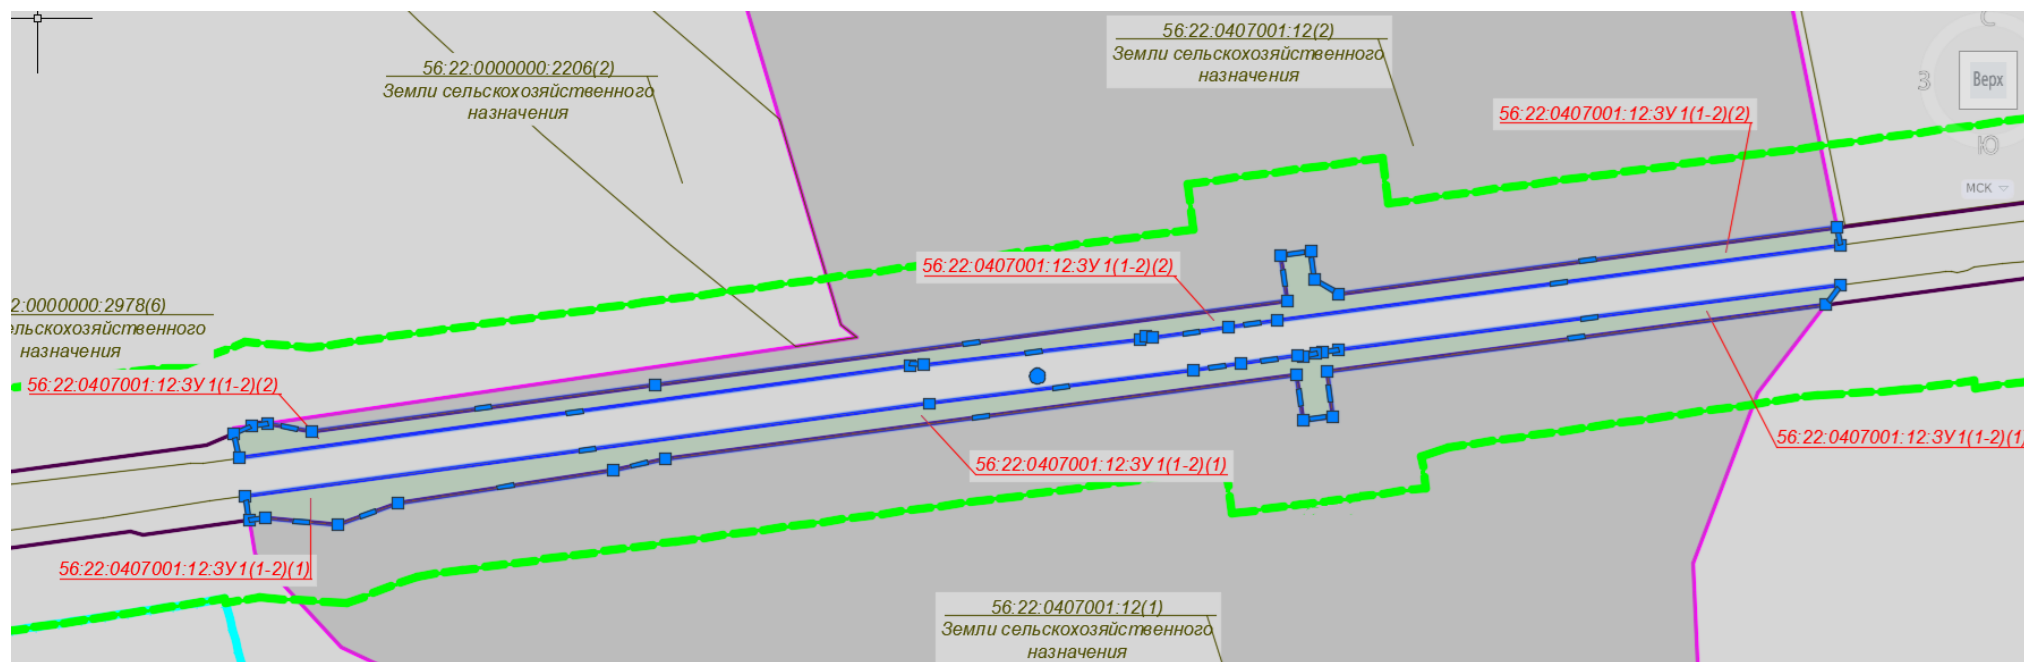 56:22:0407001:12(2)
Земли сельскохозяйственного
назначения
56:22:0000000:2206(2)
Земли сельскохозяйственного
назначения
56:22:0407001:12:ЗУ1(1-2)(2)
С
З
Верх
Ю
МСК
56:22:0407001:12:ЗУ1(1-2)(2)
2:0000000:2978(6)
ельскохозяйственного
назначения
56:22:0407001:12:ЗУ1(1-2)(2)
56:22:0407001:12:ЗУ1(1-2)(1)
56:22:0407001:12:ЗУ1(1-2)(1)
56:22:0407001:12:ЗУ1(1-2)(1)
56:22:0407001:12(1)
Земли сельскохозяйственного
назначения